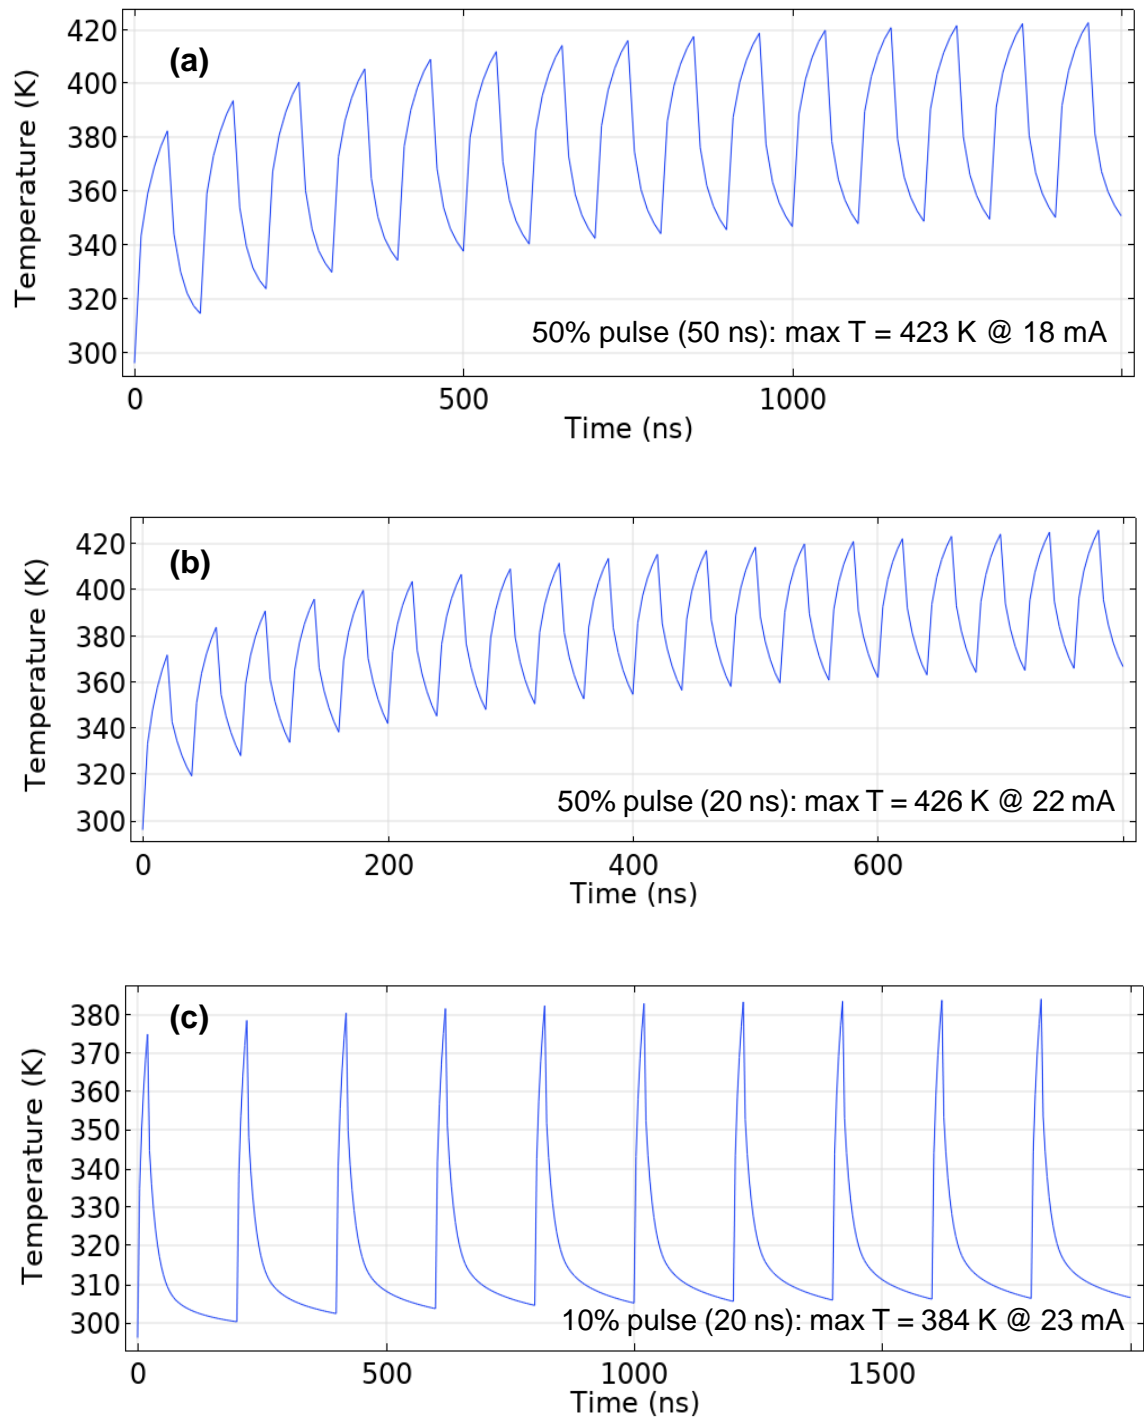 420
400
380
360
340
320
300
Temperature (K)
(a)
50% pulse (50 ns): max T = 423 K @ 18 mA
0
500
1000
Time (ns)
420
400
380
360
340
320
300
Temperature (K)
(b)
50% pulse (20 ns): max T = 426 K @ 22 mA
0
200
400
600
Time (ns)
380
370
360
350
340
330
320
310
300
Temperature (K)
(c)
10% pulse (20 ns): max T = 384 K @ 23 mA
0
500
1000
1500
Time (ns)